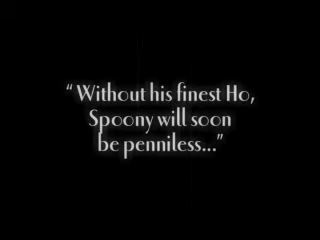 “Without his finest Ho,
Spoony will soon
be penniless...”